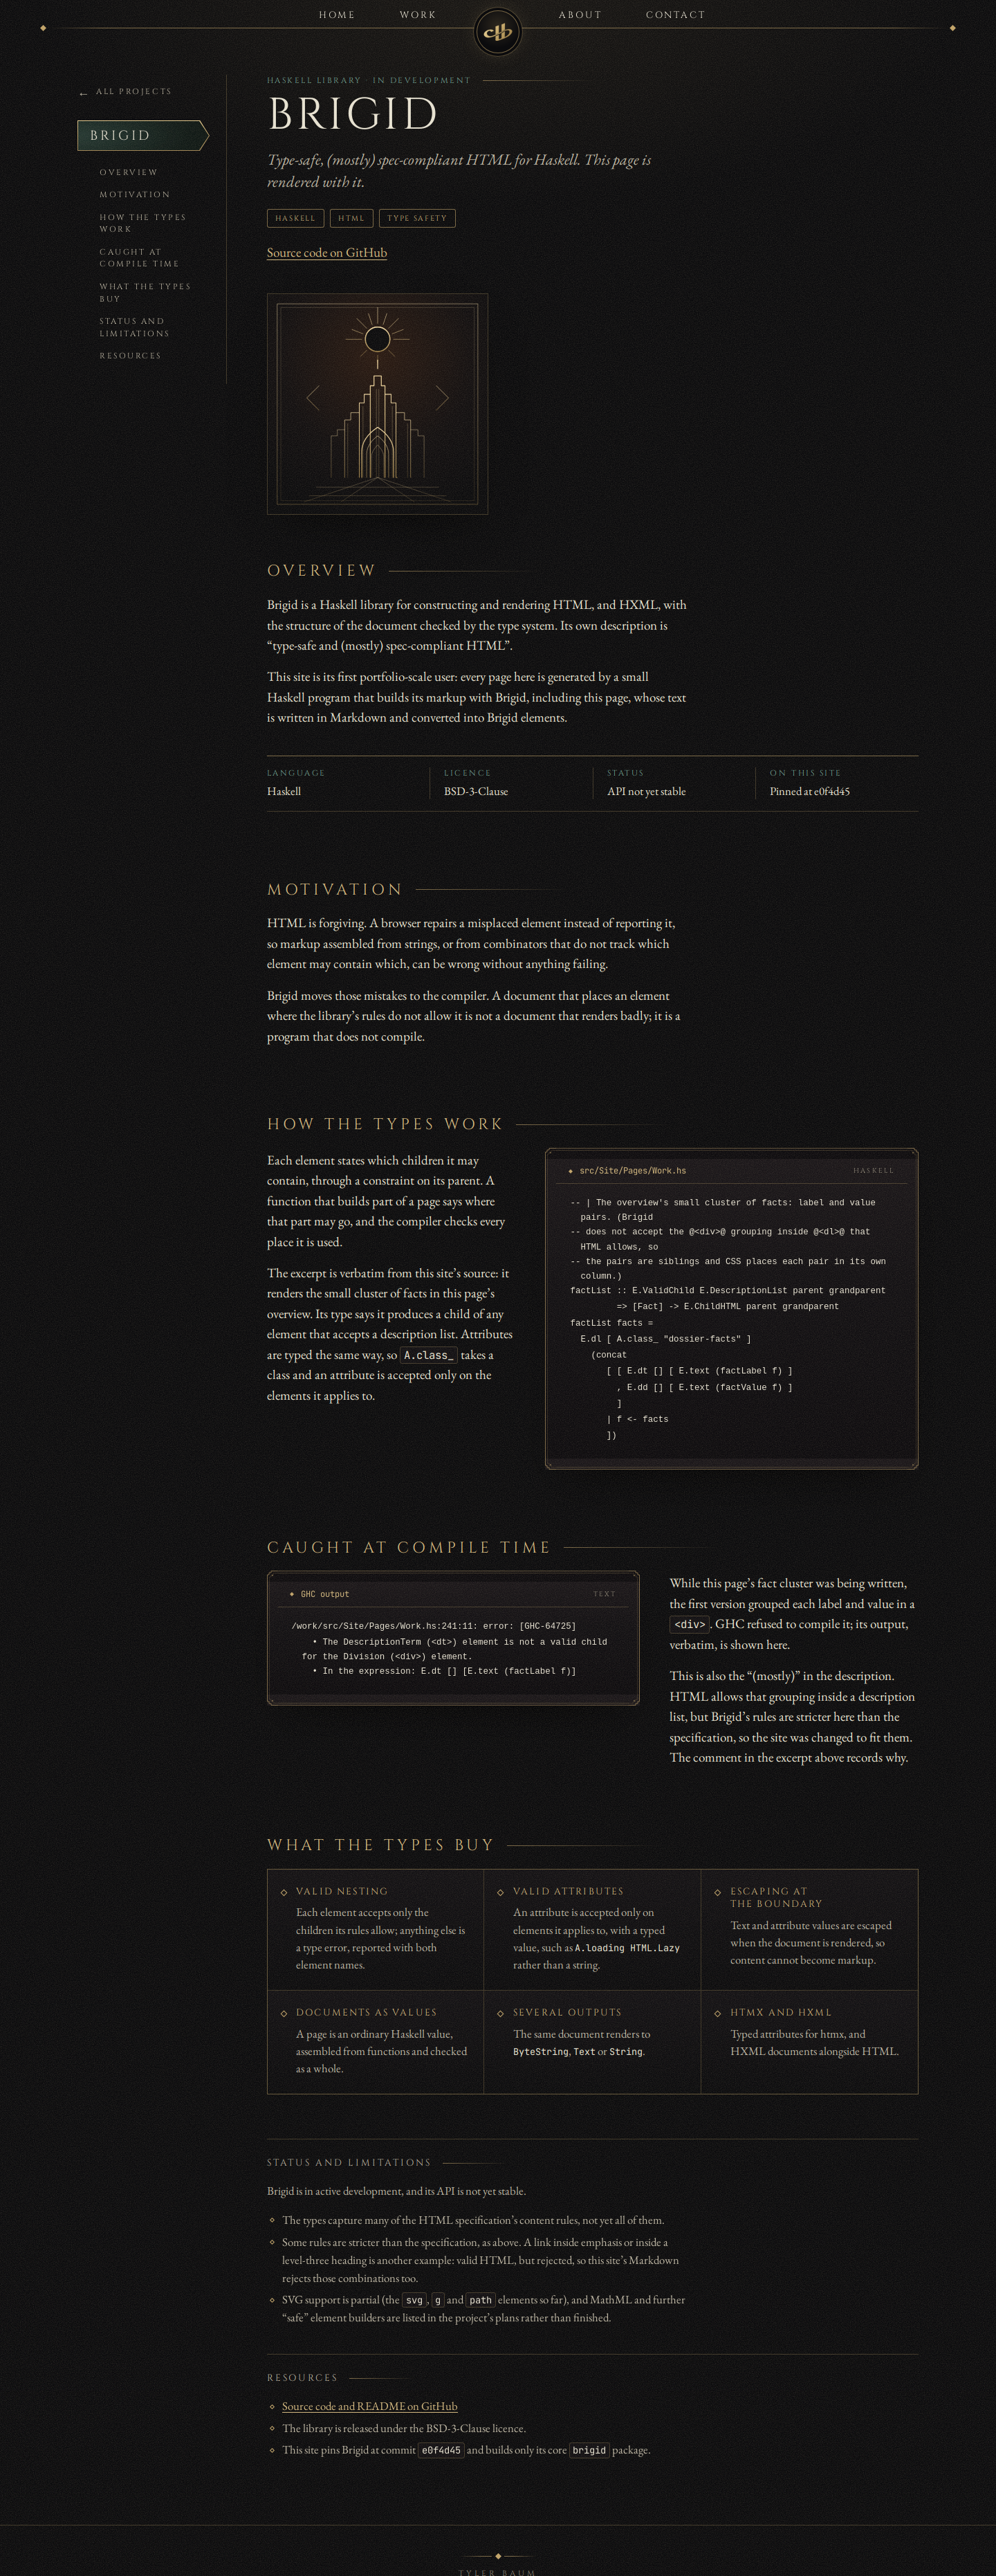 HOME WORK ABOUT CONTACT
← ALL PROJECTS
BRIGID
OVERVIEW
MOTIVATION
HOW THE TYPES
WORK
CAUGHT AT
COMPILE TIME
WHAT THE TYPES
BUY
STATUS AND
LIMITATIONS
RESOURCES
HASKELL LIBRARY · IN DEVELOPMENT
BRIGID
Type-safe, (mostly) spec-compliant HTML for Haskell. This page is
rendered with it.
HASKELL HTML TYPE SAFETY
Source code on GitHub
OVERVIEW
Brigid is a Haskell library for constructing and rendering HTML, and HXML, with
the structure of the document checked by the type system. Its own description is
“type-safe and (mostly) spec-compliant HTML”.
This site is its first portfolio-scale user: every page here is generated by a small
Haskell program that builds its markup with Brigid, including this page, whose text
is written in Markdown and converted into Brigid elements.
LANGUAGE LICENCE STATUS ON THIS SITE
Haskell BSD-3-Clause API not yet stable Pinned at e0f4d45
MOTIVATION
HTML is forgiving. A browser repairs a misplaced element instead of reporting it,
so markup assembled from strings, or from combinators that do not track which
element may contain which, can be wrong without anything failing.
Brigid moves those mistakes to the compiler. A document that places an element
where the library’s rules do not allow it is not a document that renders badly; it is a
program that does not compile.
HOW THE TYPES WORK
Each element states which children it may
contain, through a constraint on its parent. A
function that builds part of a page says where
that part may go, and the compiler checks every
place it is used.
The excerpt is verbatim from this site’s source: it
renders the small cluster of facts in this page’s
overview. Its type says it produces a child of any
element that accepts a description list. Attributes
are typed the same way, so A.class_ takes a
class and an attribute is accepted only on the
elements it applies to.
src/Site/Pages/Work.hs HASKELL
-- | The overview's small cluster of facts: label and value
pairs. (Brigid
-- does not accept the @<div>@ grouping inside @<dl>@ that
HTML allows, so
-- the pairs are siblings and CSS places each pair in its own
column.)
factList :: E.ValidChild E.DescriptionList parent grandparent
=> [Fact] -> E.ChildHTML parent grandparent
factList facts =
E.dl [ A.class_ "dossier-facts" ]
(concat
[ [ E.dt [] [ E.text (factLabel f) ]
, E.dd [] [ E.text (factValue f) ]
]
| f <- facts
])
CAUGHT AT COMPILE TIME
GHC output TEXT
/work/src/Site/Pages/Work.hs:241:11: error: [GHC-64725]
• The DescriptionTerm (<dt>) element is not a valid child
for the Division (<div>) element.
• In the expression: E.dt [] [E.text (factLabel f)]
While this page’s fact cluster was being written,
the first version grouped each label and value in a
<div>. GHC refused to compile it; its output,
verbatim, is shown here.
This is also the “(mostly)” in the description.
HTML allows that grouping inside a description
list, but Brigid’s rules are stricter here than the
specification, so the site was changed to fit them.
The comment in the excerpt above records why.
WHAT THE TYPES BUY
VALID NESTING
Each element accepts only the
children its rules allow; anything else is
a type error, reported with both
element names.
VALID ATTRIBUTES
An attribute is accepted only on
elements it applies to, with a typed
value, such as A.loading HTML.Lazy
rather than a string.
ESCAPING AT
THE BOUNDARY
Text and attribute values are escaped
when the document is rendered, so
content cannot become markup.
DOCUMENTS AS VALUES
A page is an ordinary Haskell value,
assembled from functions and checked
as a whole.
SEVERAL OUTPUTS
The same document renders to
ByteString, Text or String.
HTMX AND HXML
Typed attributes for htmx, and
HXML documents alongside HTML.
STATUS AND LIMITATIONS
Brigid is in active development, and its API is not yet stable.
The types capture many of the HTML specification’s content rules, not yet all of them.
Some rules are stricter than the specification, as above. A link inside emphasis or inside a
level-three heading is another example: valid HTML, but rejected, so this site’s Markdown
rejects those combinations too.
SVG support is partial (the svg, g and path elements so far), and MathML and further
“safe” element builders are listed in the project’s plans rather than finished.
RESOURCES
Source code and README on GitHub
The library is released under the BSD-3-Clause licence.
This site pins Brigid at commit e0f4d45 and builds only its core brigid package.
TYLER BAUM